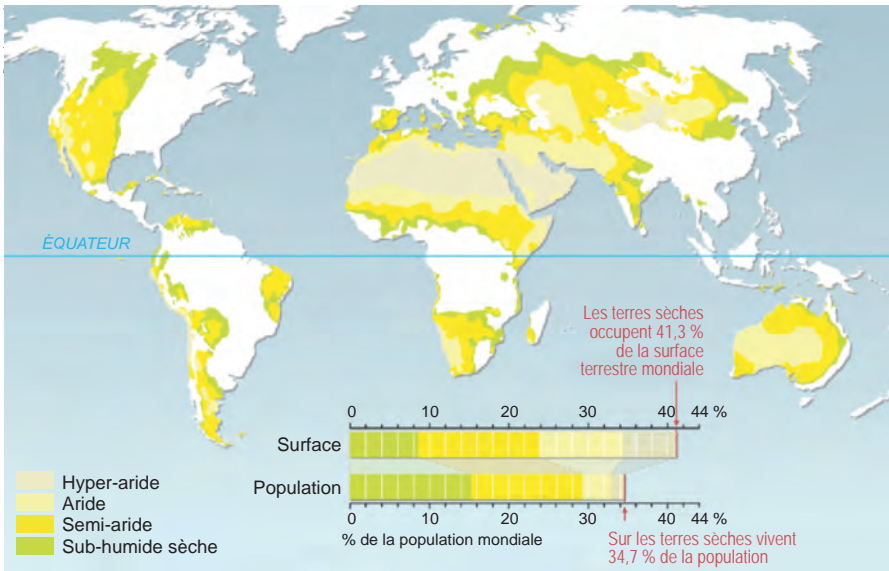 ÉQUATEUR
Les terres sèches
occupent 41,3 %
de la surface
terrestre mondiale
0 10 20 30 40 44 %
Surface
Population
0 10 20 30 40 44 %
% de la population mondiale
Sur les terres sèches vivent
34,7 % de la population
Hyper-aride
Aride
Semi-aride
Sub-humide sèche